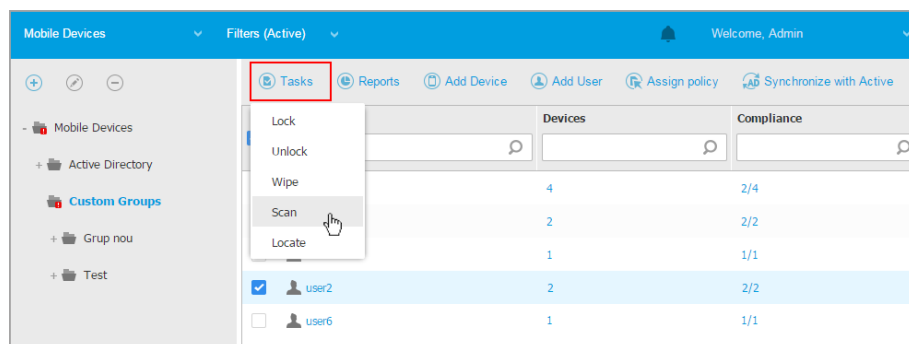 Mobile Devices Filters (Active) Welcome, Admin
Tasks Reports Add Device Add User Assign policy AD Synchronize with Active
Lock Devices Compliance
Mobile Devices
Unlock
Active Directory
Wipe 4 2/4
Custom Groups
Scan 2 2/2
Grup nou
Locate
1 1/1
Test
user2 2 2/2
user6 1 1/1